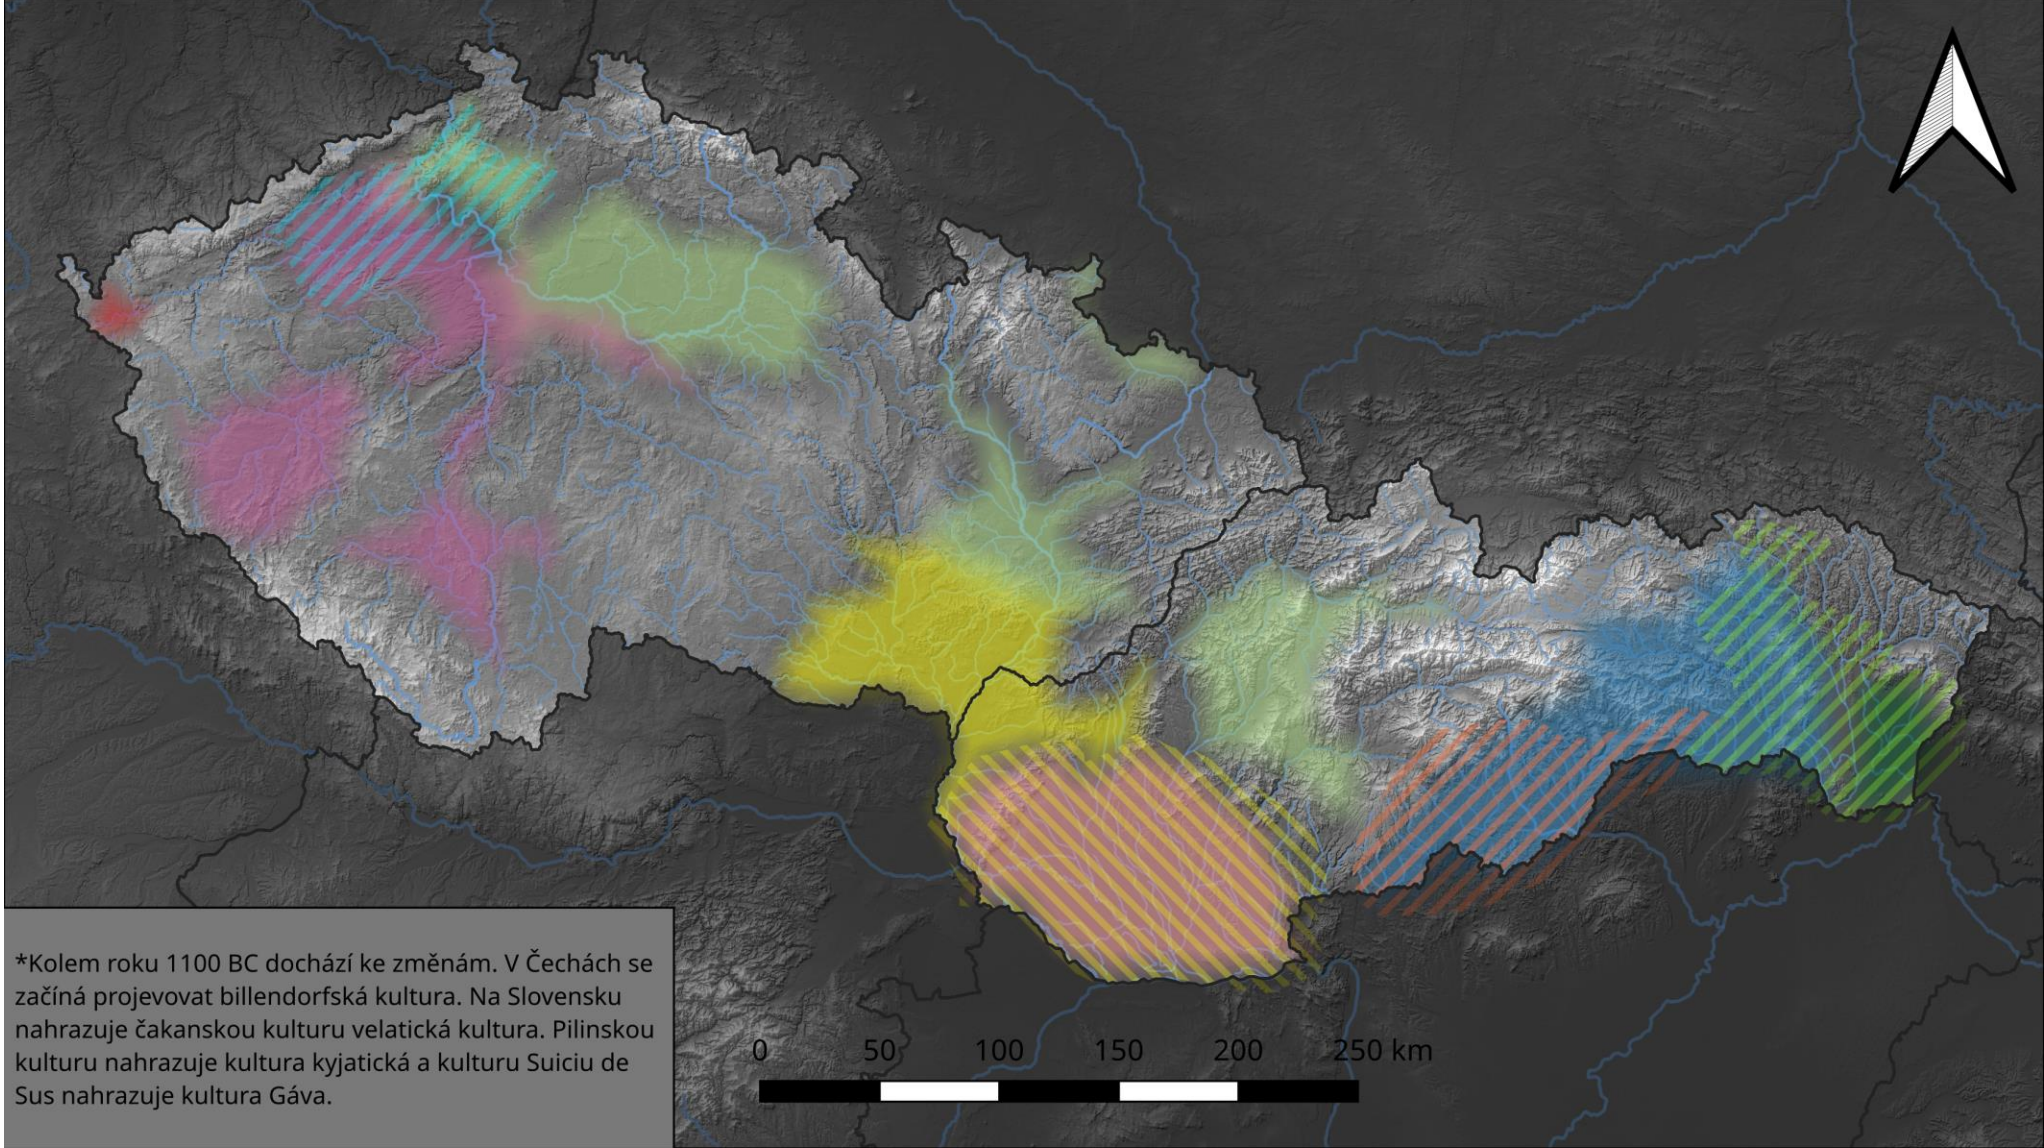 *Kolem roku 1100 BC dochází ke změnám. V Čechách se
začíná projevovat billendorfská kultura. Na Slovensku
nahrazuje čakanskou kulturu velatická kultura. Pilinskou
kulturu nahrazuje kultura kyjatická a kulturu Suiciu de
Sus nahrazuje kultura Gáva.
0 50 100 150 200 250 km